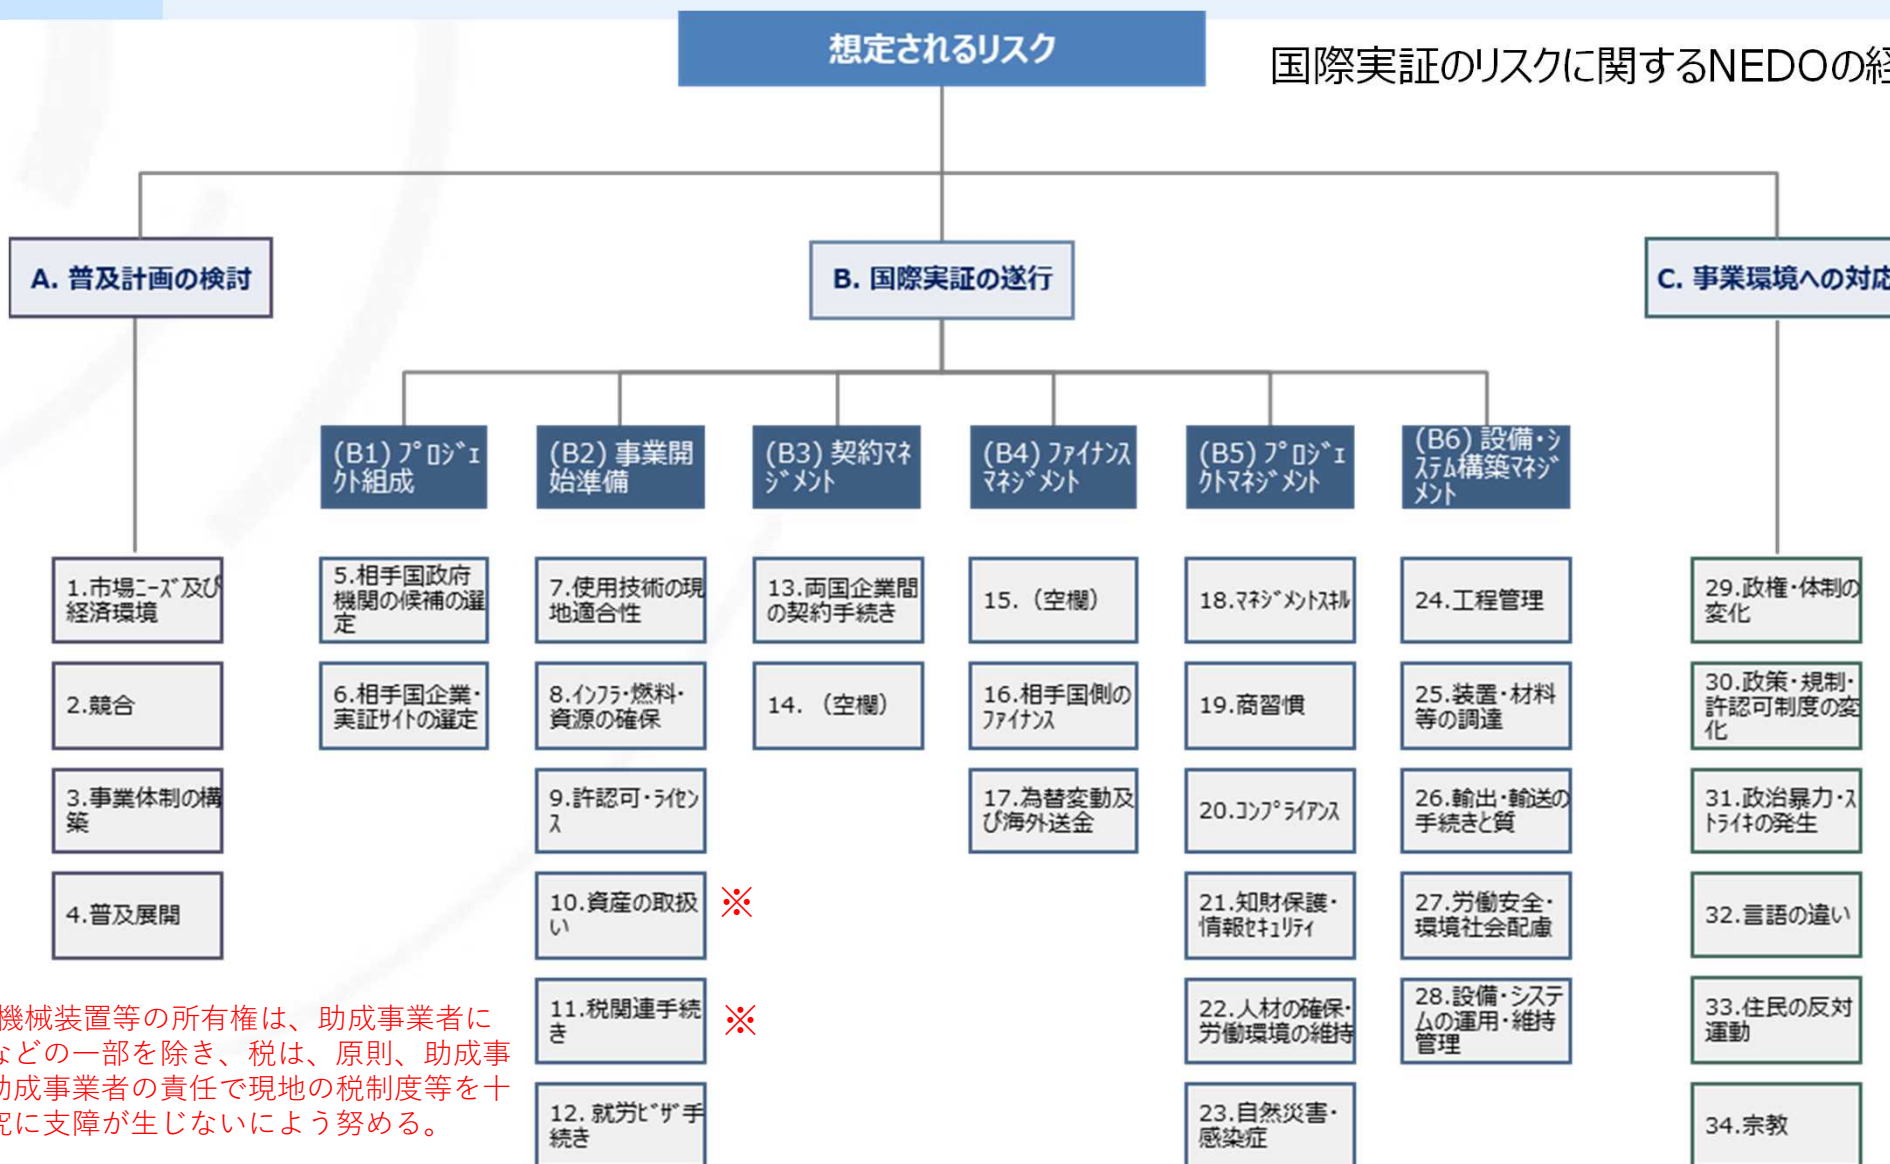 想定されるリスク
国際実証のリスクに関するNEDOの経
A. 普及計画の検討
B. 国際実証の遂行
C. 事業環境への対応
(B1) ﾌﾟﾛｼﾞｪ
ｸﾄ組成
(B2) 事業開
始準備
(B3) 契約ﾏﾈ
ｼﾞﾒﾝﾄ
(B4) ﾌｧｲﾅﾝｽ
ﾏﾈｼﾞﾒﾝﾄ
(B5) ﾌﾟﾛｼﾞｪ
ｸﾄﾏﾈｼﾞﾒﾝﾄ
(B6) 設備・ｼ
ｽﾃﾑ構築ﾏﾈｼﾞ
ﾒﾝﾄ
1.市場ﾆｰｽﾞ及び
経済環境
2.競合
3.事業体制の構
築
4.普及展開
5.相手国政府
機関の候補の選
定
6.相手国企業・
実証ｻｲﾄの選定
7.使用技術の現
地適合性
8.ｲﾝﾌﾗ・燃料・
資源の確保
9.許認可・ﾗｲｾﾝ
ｽ
10.資産の取扱
い
※
11.税関連手続
き
※
12. 就労ﾋﾞｻﾞ手
続き
13.両国企業間
の契約手続き
14. （空欄）
15.（空欄）
16.相手国側の
ﾌｧｲﾅﾝｽ
17.為替変動及
び海外送金
18.ﾏﾈｼﾞﾒﾝﾄｽｷﾙ
19.商習慣
20.ｺﾝﾌﾟﾗｲｱﾝｽ
21.知財保護・
情報ｾｷｭﾘﾃｨ
22.人材の確保・
労働環境の維持
23.自然災害・
感染症
24.工程管理
25.装置・材料
等の調達
26.輸出・輸送の
手続きと質
27.労働安全・
環境社会配慮
28.設備・ｼｽﾃ
ﾑの運用・維持
管理
29.政権・体制の
変化
30.政策・規制・
許認可制度の変
化
31.政治暴力・ｽ
ﾄﾗｲｷの発生
32.言語の違い
33.住民の反対
運動
34.宗教
機械装置等の所有権は、助成事業者に
などの一部を除き、税は、原則、助成事
助成事業者の責任で現地の税制度等を十
究に支障が生じないによう努める。